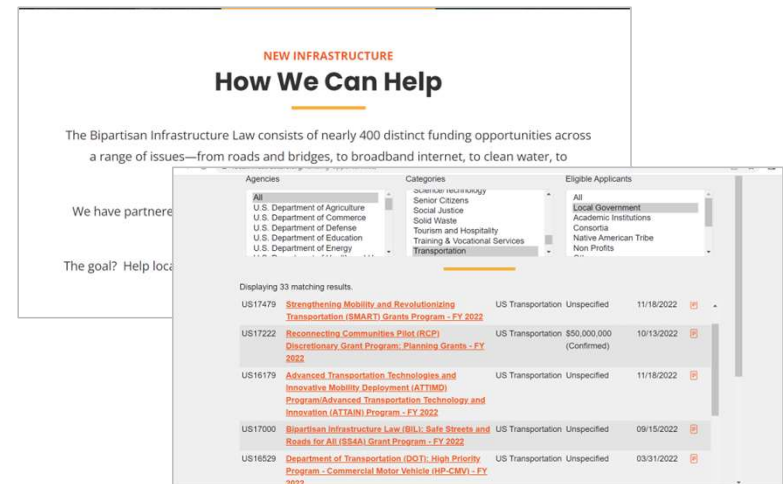 NEW INFRASTRUCTURE
How We Can Help
The Bipartisan Infrastructure Law consists of nearly 400 distinct funding opportunities across
a range of issues—from roads and bridges, to broadband internet, to clean water, to
We have partnere
The goal? Help loca
Agencies Categories Eligible Applicants
All
U.S. Department of Agriculture
U.S. Department of Commerce
U.S. Department of Defense
U.S. Department of Education
U.S. Department of Energy
Science/Technology
Senior Citizens
Social Justice
Solid Waste
Tourism and Hospitality
Training & Vocational Services
Transportation
All
Local Government
Academic Institutions
Consortia
Native American Tribe
Non Profits
Displaying 33 matching results.
US17479 Strengthening Mobility and Revolutionizing US Transportation Unspecified 11/18/2022
Transportation (SMART) Grants Program - FY 2022
US17222 Reconnecting Communities Pilot (RCP) US Transportation $50,000,000 10/13/2022
Discretionary Grant Program: Planning Grants - FY (Confirmed)
2022
US16179 Advanced Transportation Technologies and US Transportation Unspecified 11/18/2022
Innovative Mobility Deployment (ATTIMD)
Program/Advanced Transportation Technology and
Innovation (ATTAIN) Program - FY 2022
US17000 Bipartisan Infrastructure Law (BIL): Safe Streets and US Transportation Unspecified 09/15/2022
Roads for All (SS4A) Grant Program - FY 2022
US16529 Department of Transportation (DOT): High Priority US Transportation Unspecified 03/31/2022
Program - Commercial Motor Vehicle (HP-CMV) - FY
2022